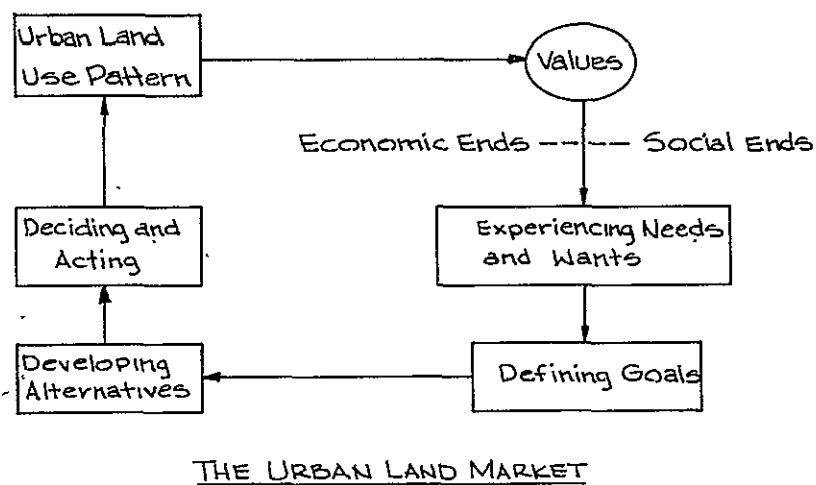 Urban Land
Use Pattern
Values
Economic Ends ----- Social Ends
Deciding and
Acting
Experiencing Needs
and Wants
Developing
Alternatives
Defining Goals
THE URBAN LAND MARKET